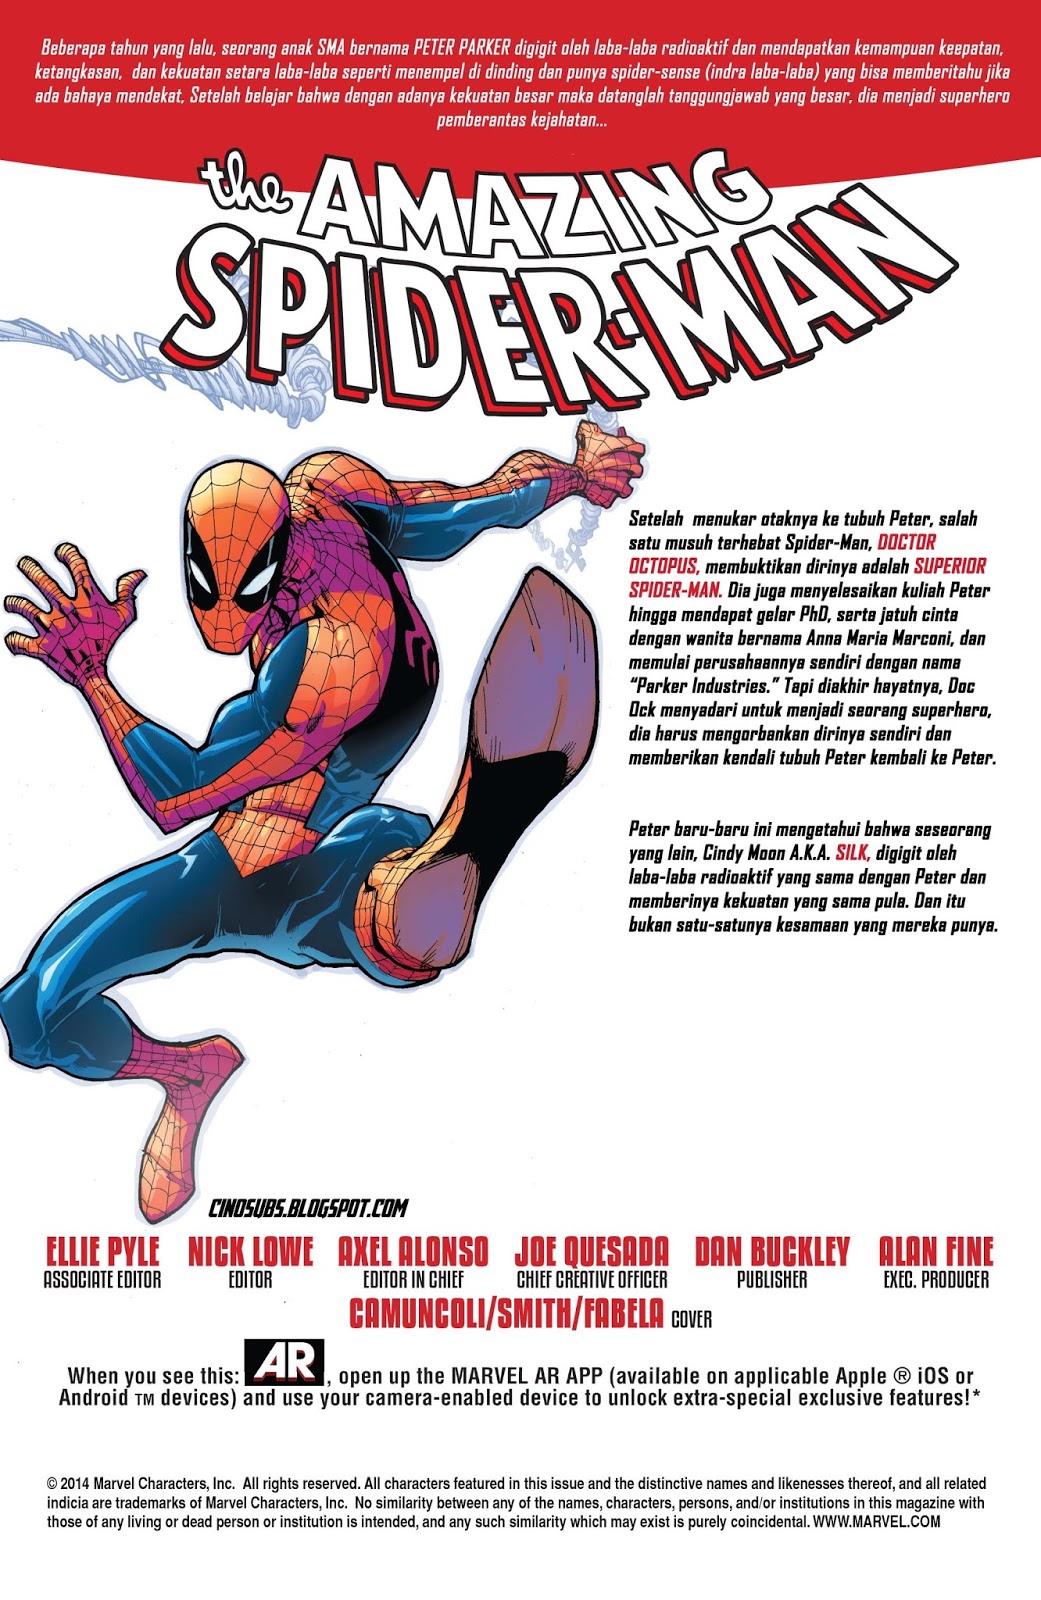 Beberapa tahun yang lalu, seorang anak SMA bernama PETER PARKER digigit oleh laba-laba radioaktif dan mendapatkan kemampuan keepatan,
ketangkasan, dan kekuatan setara laba-laba seperti menempel di dinding dan punya spider-sense (indra laba-laba) yang bisa memberitahu jika
ada bahaya mendekat, Setelah belajar bahwa dengan adanya kekuatan besar maka datanglah tanggungjawab yang besar, dia menjadi superhero
pemberantas kejahatan...
the AMAZING
SPIDER-MAN
Setelah menukar otaknya ke tubuh Peter, salah
satu musuh terhebat Spider-Man, DOCTOR
OCTOPUS, membuktikan dirinya adalah SUPERIOR
SPIDER-MAN. Dia juga menyelesaikan kuliah Peter
hingga mendapat gelar PhD, serta jatuh cinta
dengan wanita bernama Anna Maria Marconi, dan
memulai perusahaannya sendiri dengan nama
“Parker Industries.” Tapi diakhir hayatnya, Doc
Ock menyadari untuk menjadi seorang superhero,
dia harus mengorbankan dirinya sendiri dan
memberikan kendali tubuh Peter kembali ke Peter.
Peter baru-baru ini mengetahui bahwa seseorang
yang lain, Cindy Moon A.K.A. SILK, digigit oleh
laba-laba radioaktif yang sama dengan Peter dan
memberinya kekuatan yang sama pula. Dan itu
bukan satu-satunya kesamaan yang mereka punya.
CINOSUBS.BLOGSPOT.COM
ELLIE PYLE NICK LOWE AXEL ALONSO JOE QUESADA DAN BUCKLEY ALAN FINE
ASSOCIATE EDITOR EDITOR EDITOR IN CHIEF CHIEF CREATIVE OFFICER PUBLISHER EXEC. PRODUCER
CAMUNCOLI/SMITH/FABELA COVER
When you see this: AR, open up the MARVEL AR APP (available on applicable Apple ® iOS or
Android TM devices) and use your camera-enabled device to unlock extra-special exclusive features!*
© 2014 Marvel Characters, Inc. All rights reserved. All characters featured in this issue and the distinctive names and likenesses thereof, and all related
indicia are trademarks of Marvel Characters, Inc. No similarity between any of the names, characters, persons, and/or institutions in this magazine with
those of any living or dead person or institution is intended, and any such similarity which may exist is purely coincidental. WWW.MARVEL.COM